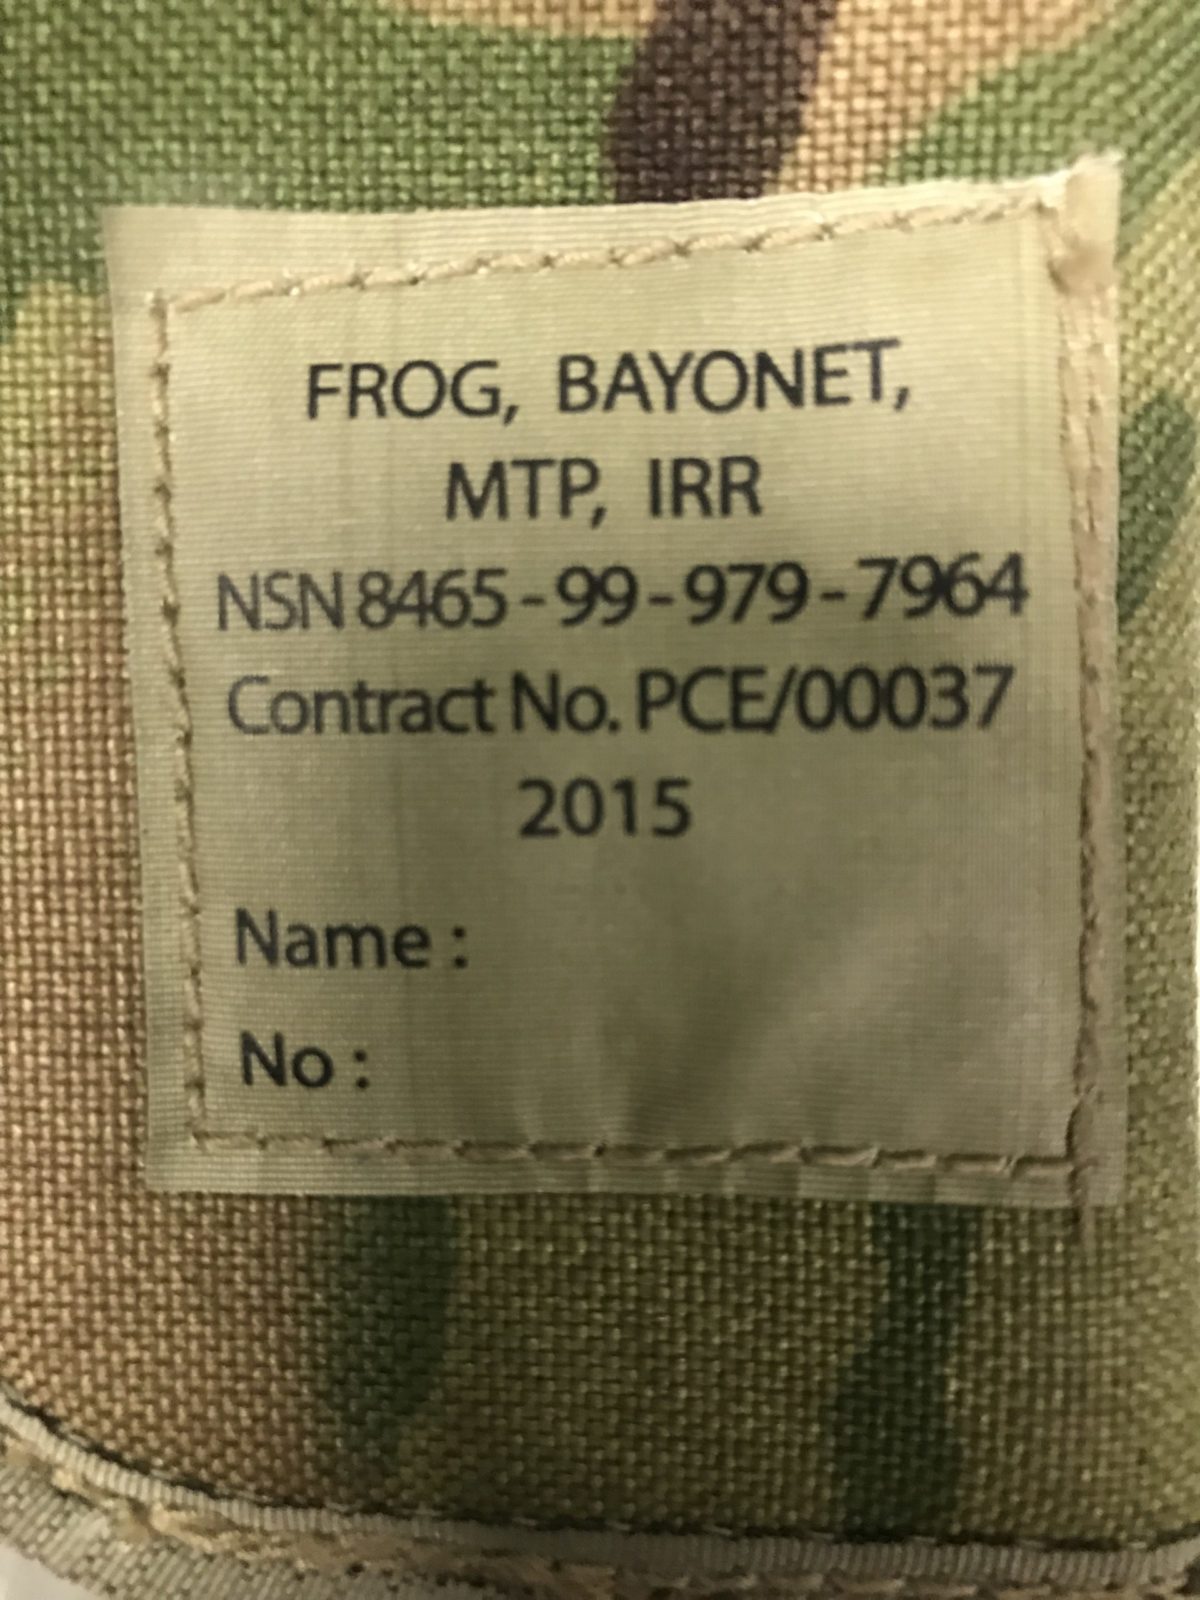 FROG, BAYONET,
MTP, IRR
NSN 8465-99-979-7964
Contract No. PCE/00037
2015
Name :
No :